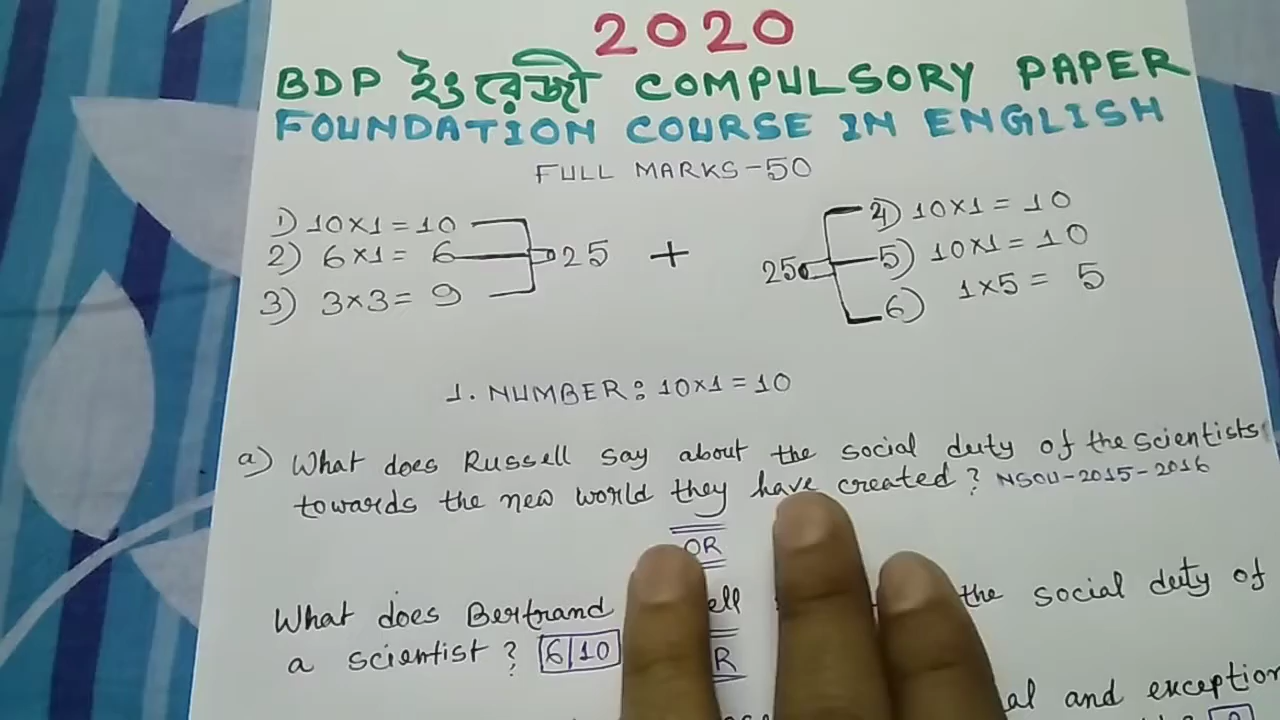 2020
BDP ইংরেজী COMPULSORY PAPER
FOUNDATION COURSE IN ENGLISH
FULL MARKS-50
1) 10×1=10
2) 6×1= 6
3) 3×3= 9
25 + 25
4) 10×1= 10
5) 10×1= 10
6) 1×5= 5
1. NUMBER: 10×1=10
a) What does Russell say about the social duty of the scientists
towards the new world they have created? NSOU-2015-2016
OR
What does Bertrand the social duty of
a scientist? 6/10
and